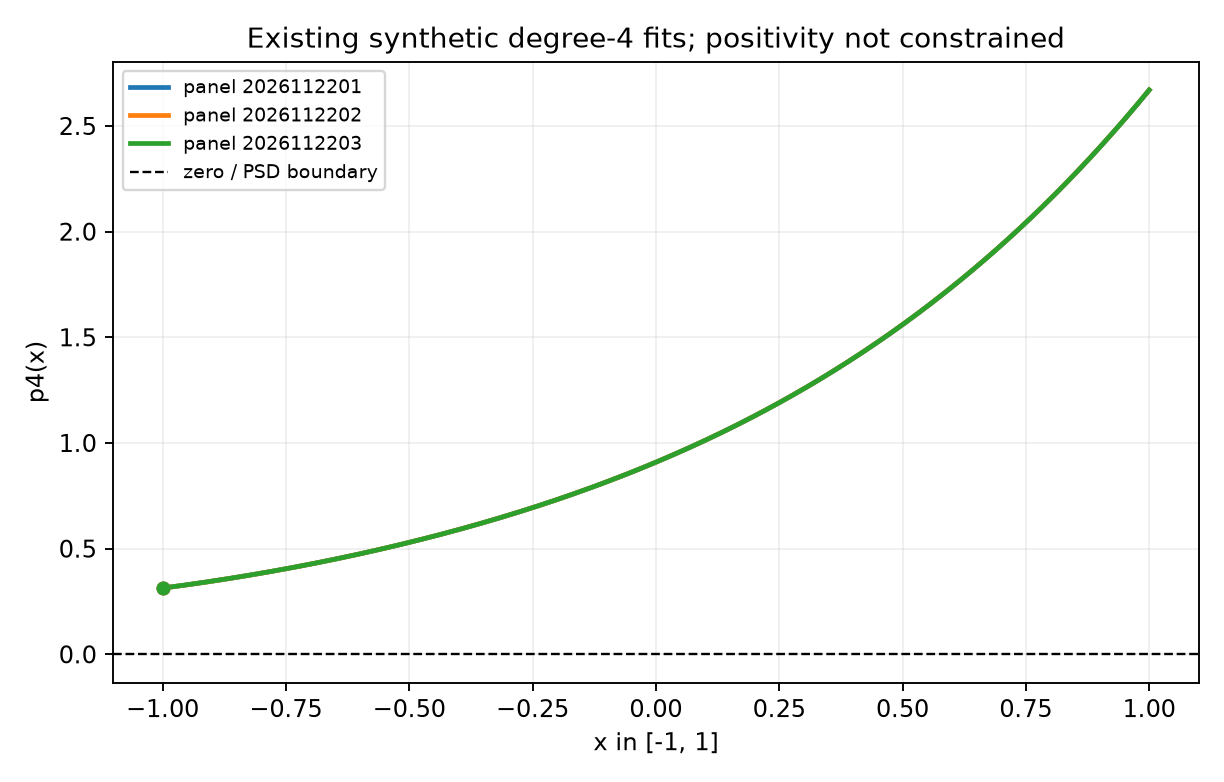 Existing synthetic degree-4 fits; positivity not constrained
panel 2026112201
panel 2026112202
panel 2026112203
zero / PSD boundary
p4(x)
2.5
2.0
1.5
1.0
0.5
0.0
−1.00 −0.75 −0.50 −0.25 0.00 0.25 0.50 0.75 1.00
x in [-1, 1]